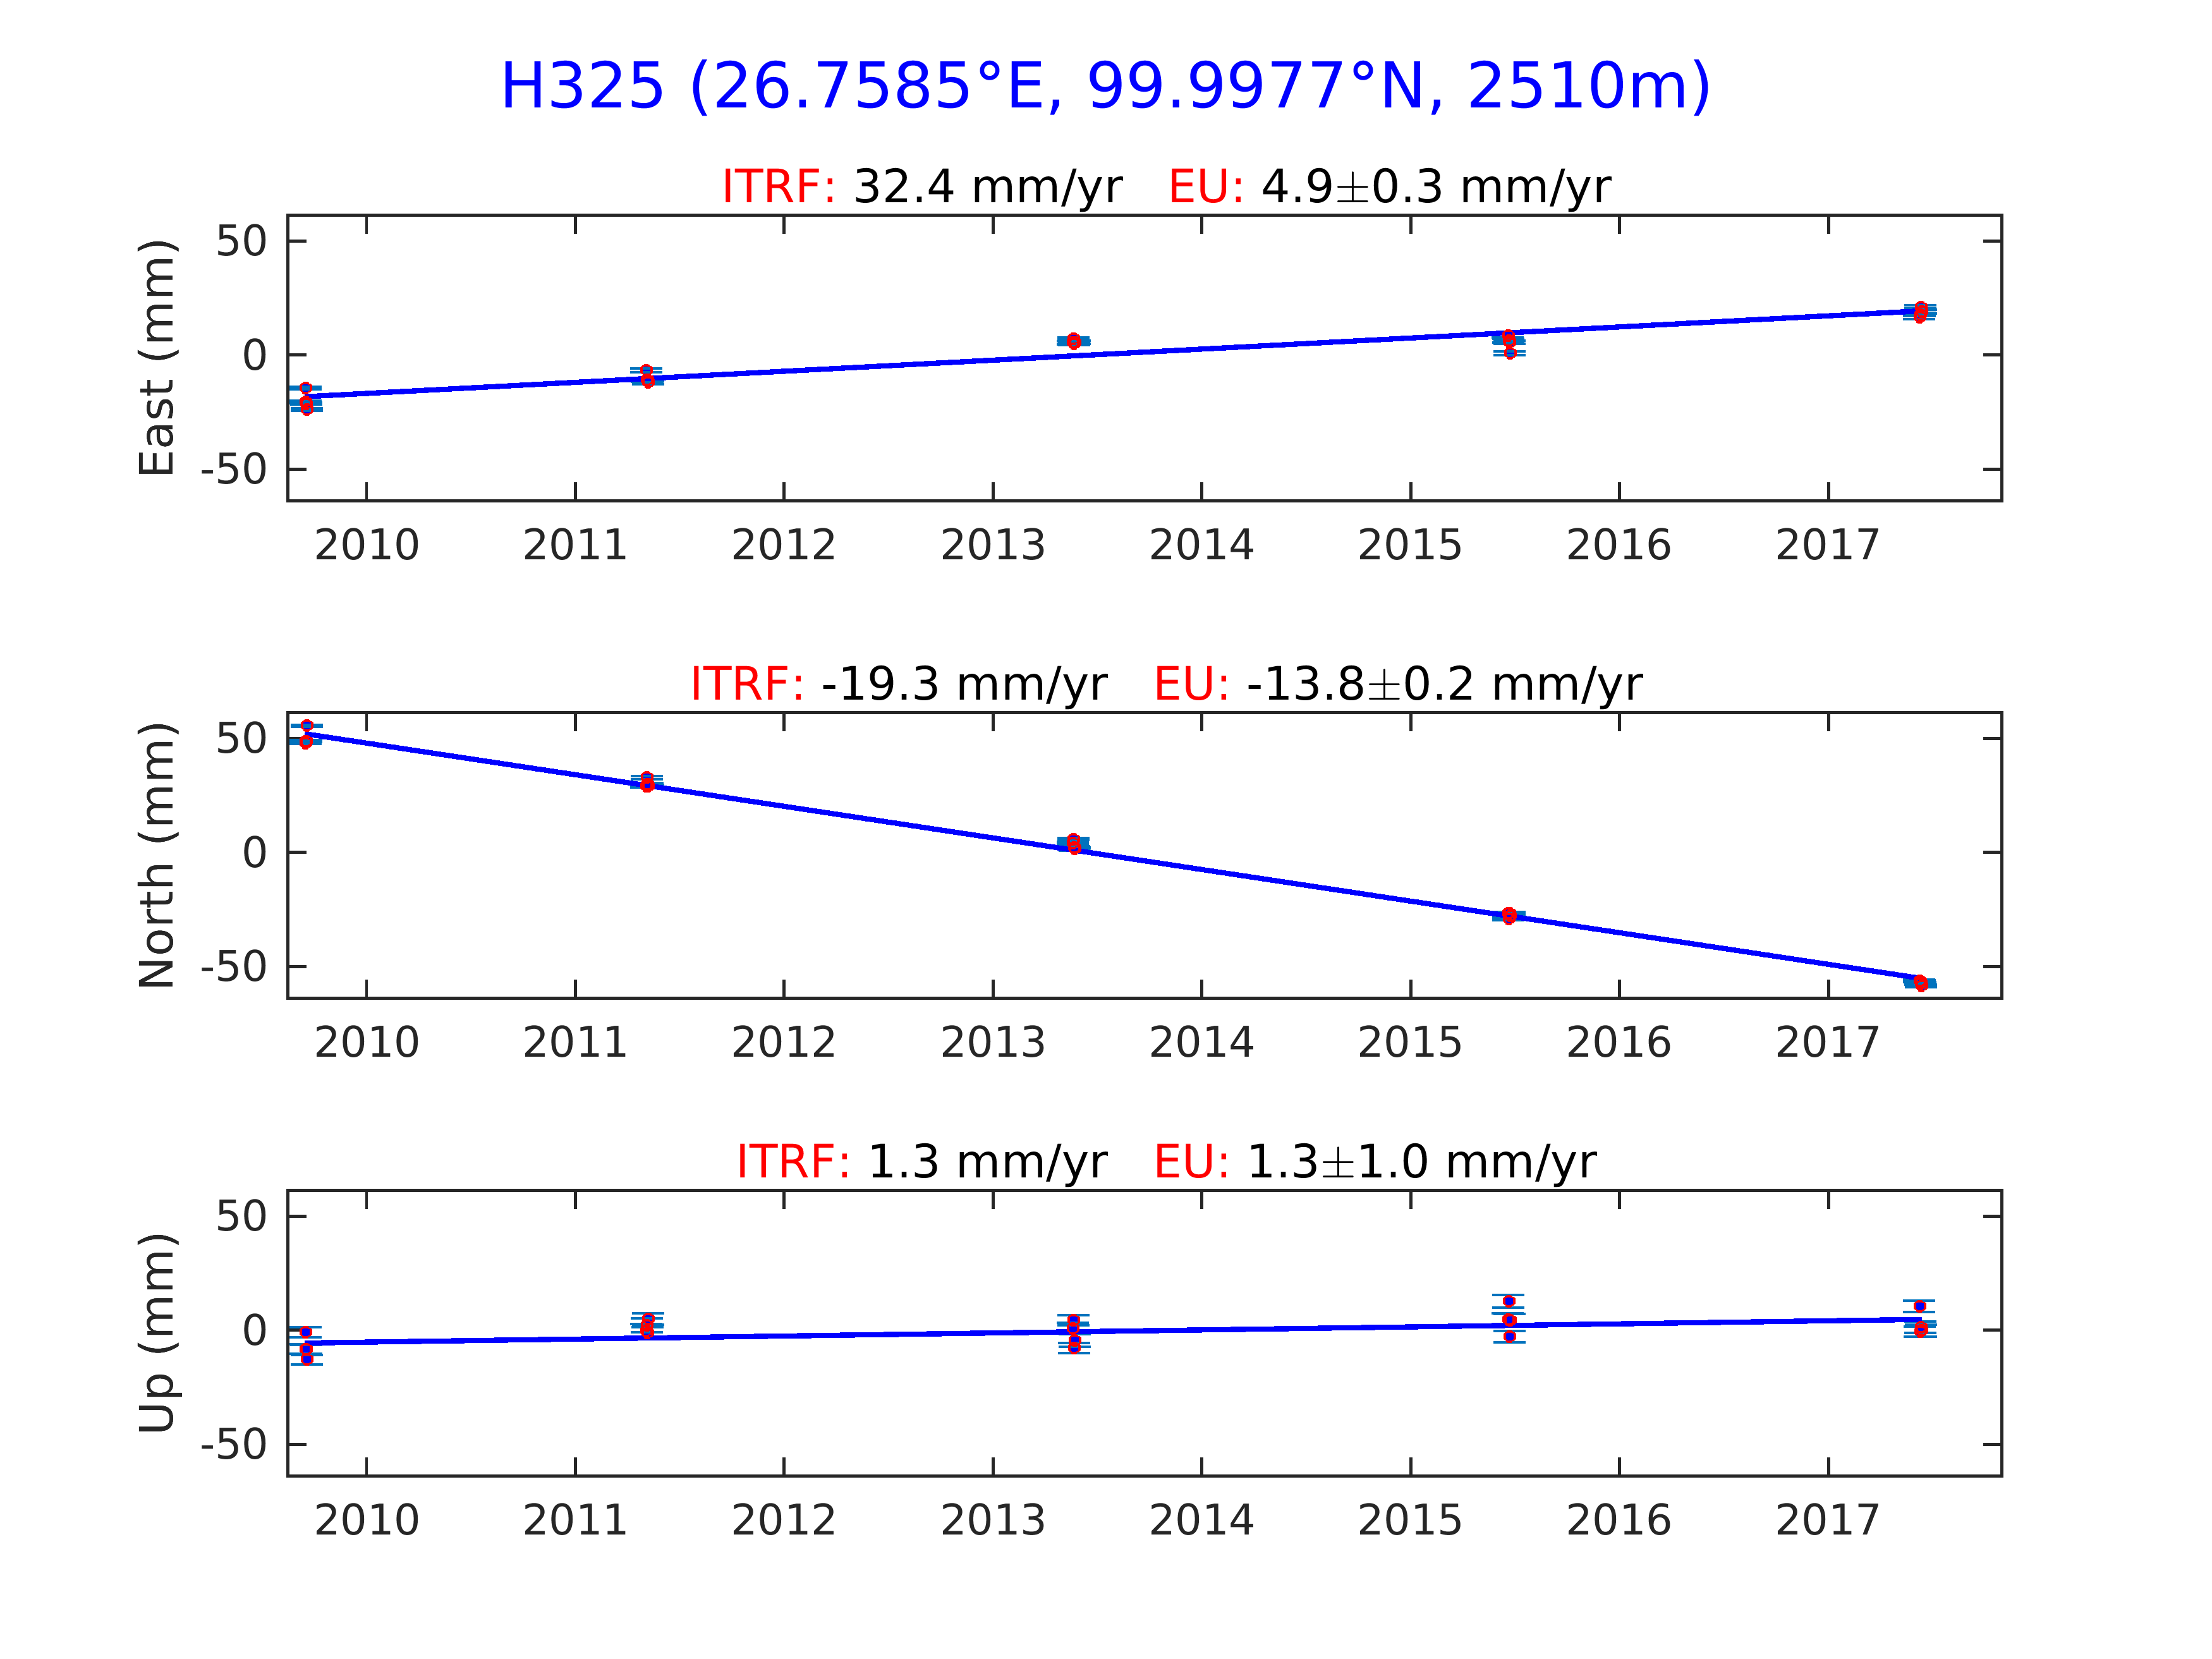 H325 (26.7585°E, 99.9977°N, 2510m)
ITRF: 32.4 mm/yr EU: 4.9±0.3 mm/yr
East (mm)
50
0
-50
2010 2011 2012 2013 2014 2015 2016 2017
ITRF: -19.3 mm/yr EU: -13.8±0.2 mm/yr
North (mm)
50
0
-50
2010 2011 2012 2013 2014 2015 2016 2017
ITRF: 1.3 mm/yr EU: 1.3±1.0 mm/yr
Up (mm)
50
0
-50
2010 2011 2012 2013 2014 2015 2016 2017